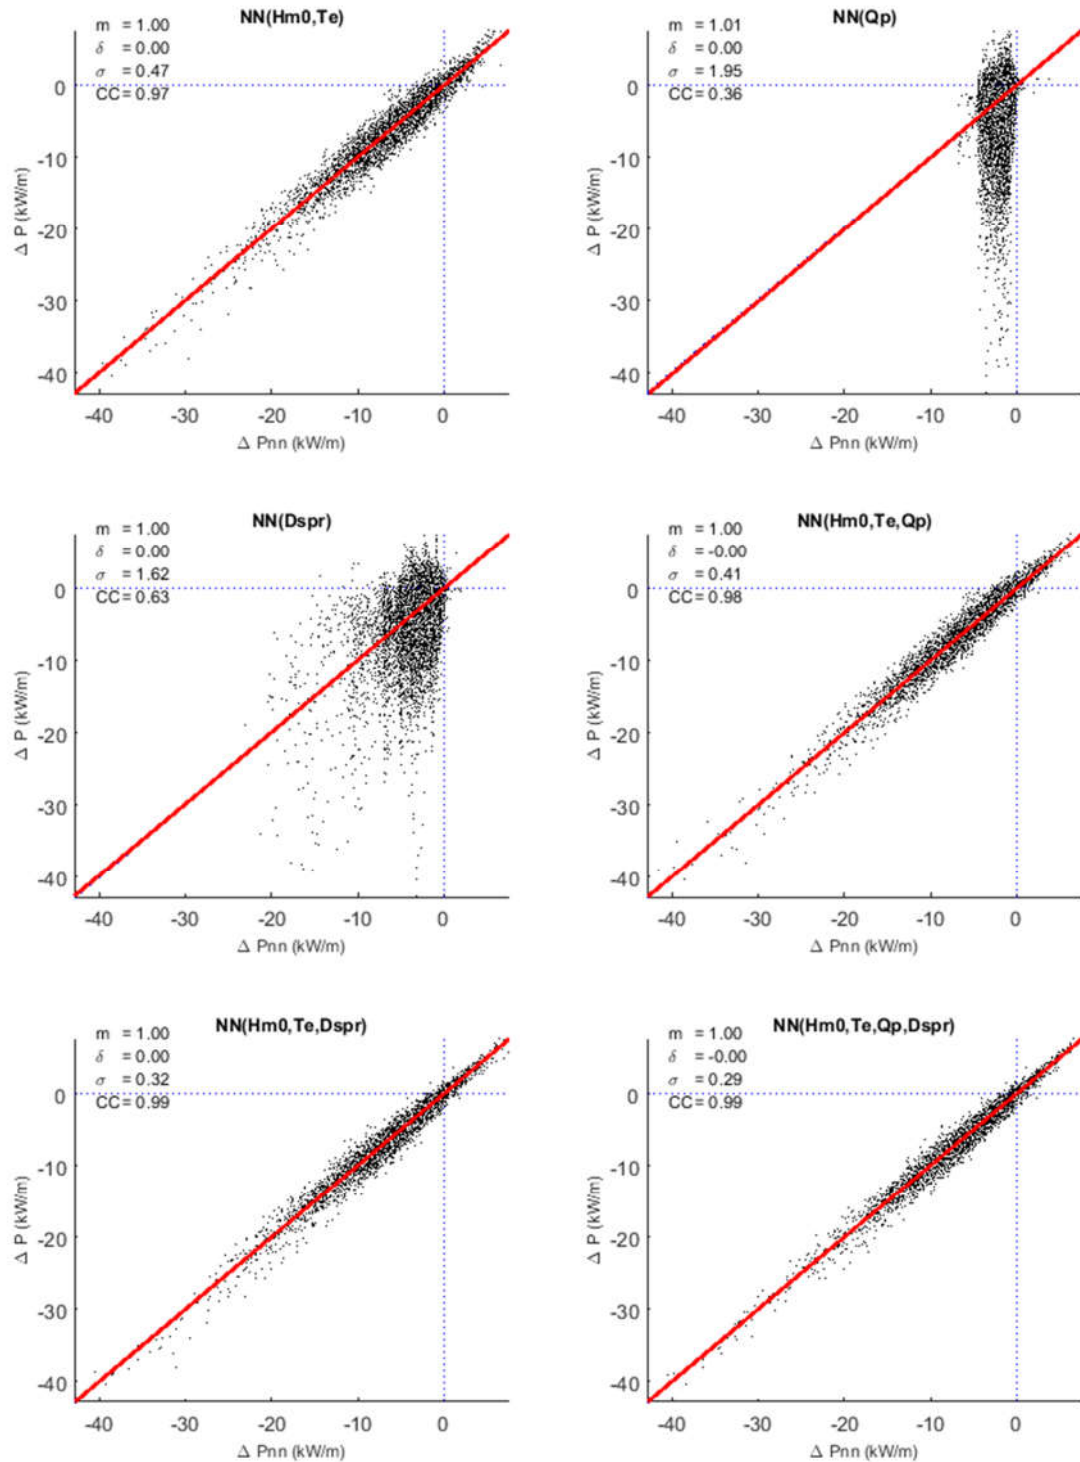 NN(Hm0,Te)
m = 1.00
δ = 0.00
σ = 0.47
CC = 0.97
0
-10
-20
-30
-40
Δ P (kW/m)
-40 -30 -20 -10 0
Δ Pnn (kW/m)
NN(Qp)
m = 1.01
δ = 0.00
σ = 1.95
CC = 0.36
0
-10
-20
-30
-40
Δ P (kW/m)
-40 -30 -20 -10 0
Δ Pnn (kW/m)
NN(Dspr)
m = 1.00
δ = 0.00
σ = 1.62
CC = 0.63
0
-10
-20
-30
-40
Δ P (kW/m)
-40 -30 -20 -10 0
Δ Pnn (kW/m)
NN(Hm0,Te,Qp)
m = 1.00
δ = -0.00
σ = 0.41
CC = 0.98
0
-10
-20
-30
-40
Δ P (kW/m)
-40 -30 -20 -10 0
Δ Pnn (kW/m)
NN(Hm0,Te,Dspr)
m = 1.00
δ = 0.00
σ = 0.32
CC = 0.99
0
-10
-20
-30
-40
Δ P (kW/m)
-40 -30 -20 -10 0
Δ Pnn (kW/m)
NN(Hm0,Te,Qp,Dspr)
m = 1.00
δ = -0.00
σ = 0.29
CC = 0.99
0
-10
-20
-30
-40
Δ P (kW/m)
-40 -30 -20 -10 0
Δ Pnn (kW/m)